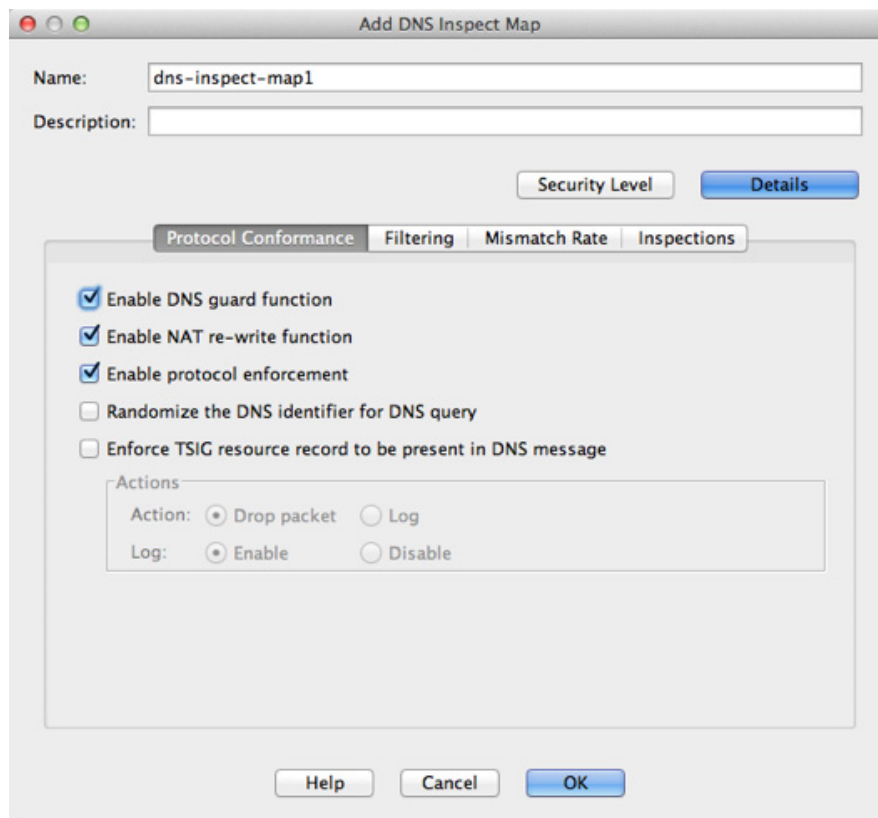 Add DNS Inspect Map
Name: dns-inspect-map1
Description:
Security Level Details
Protocol Conformance Filtering Mismatch Rate Inspections
Enable DNS guard function
Enable NAT re-write function
Enable protocol enforcement
Randomize the DNS identifier for DNS query
Enforce TSIG resource record to be present in DNS message
Actions
Action: Drop packet Log
Log: Enable Disable
Help Cancel OK